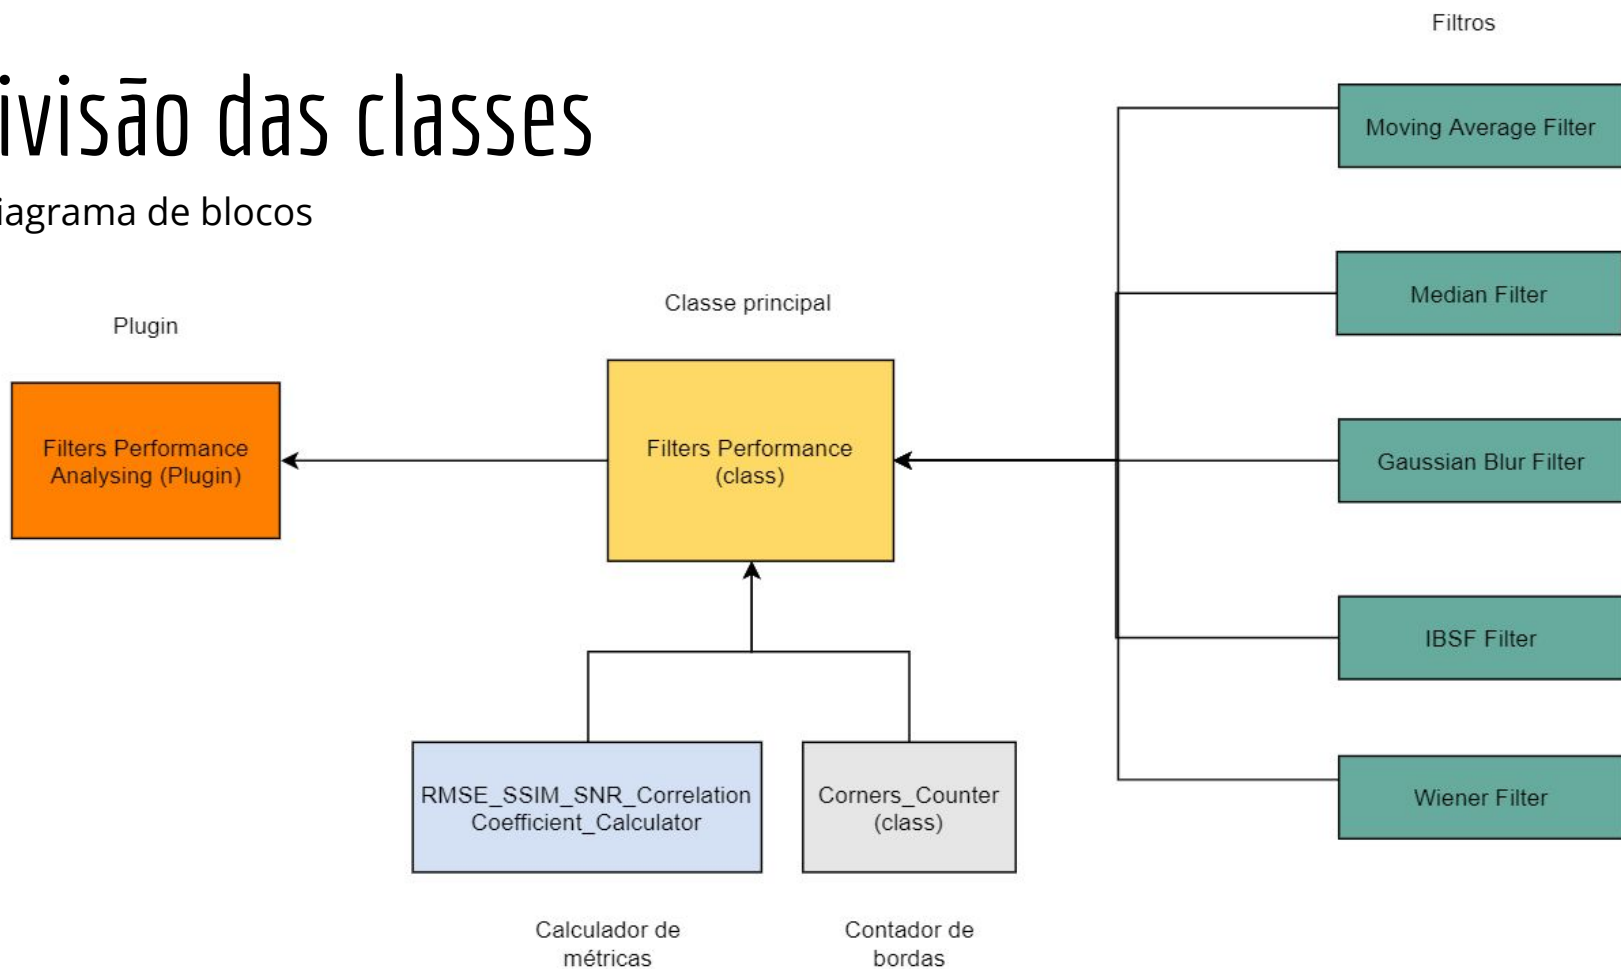 ivisão das classes
iagrama de blocos
Filtros
Moving Average Filter
Median Filter
Gaussian Blur Filter
IBSF Filter
Wiener Filter
Classe principal
Filters Performance
(class)
Plugin
Filters Performance
Analysing (Plugin)
RMSE_SSIM_SNR_Correlation
Coefficient_Calculator
Calculador de
métricas
Corners_Counter
(class)
Contador de
bordas